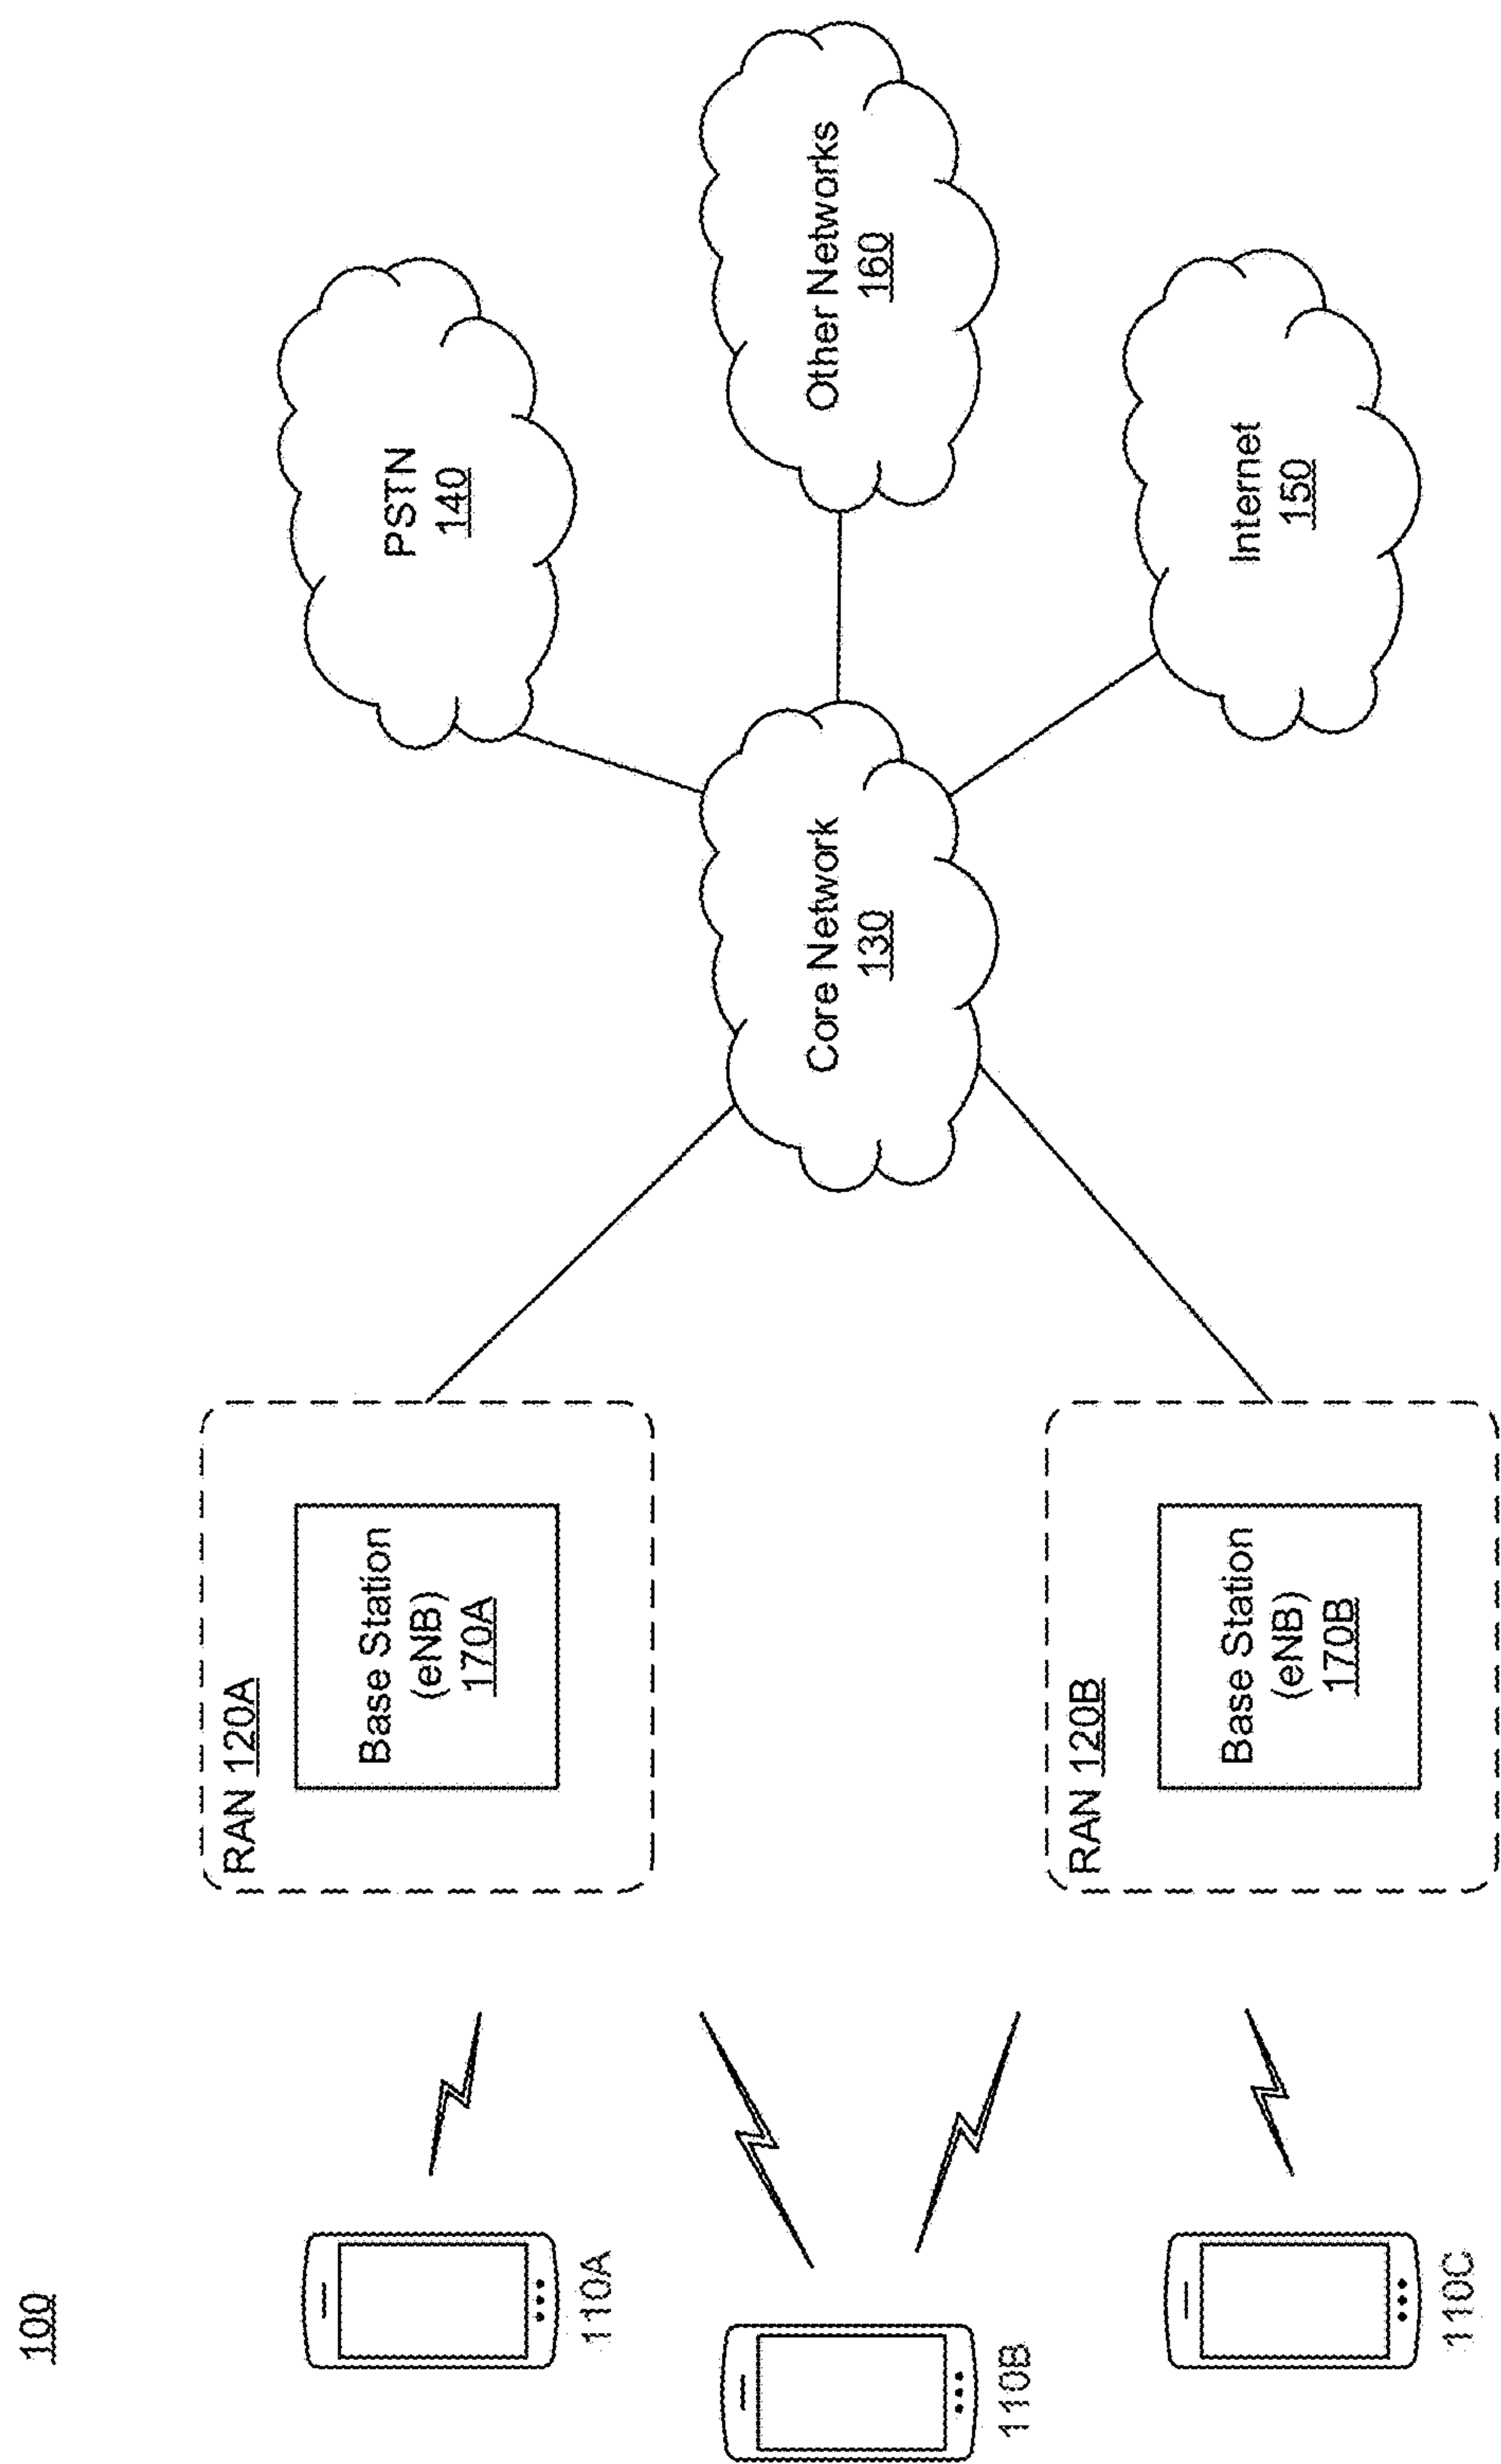 100
110A
110B
110C
RAN 120A
Base Station
(eNB)
170A
RAN 120B
Base Station
(eNB)
170B
Core Network
130
PSTN
140
Other Networks
160
Internet
150